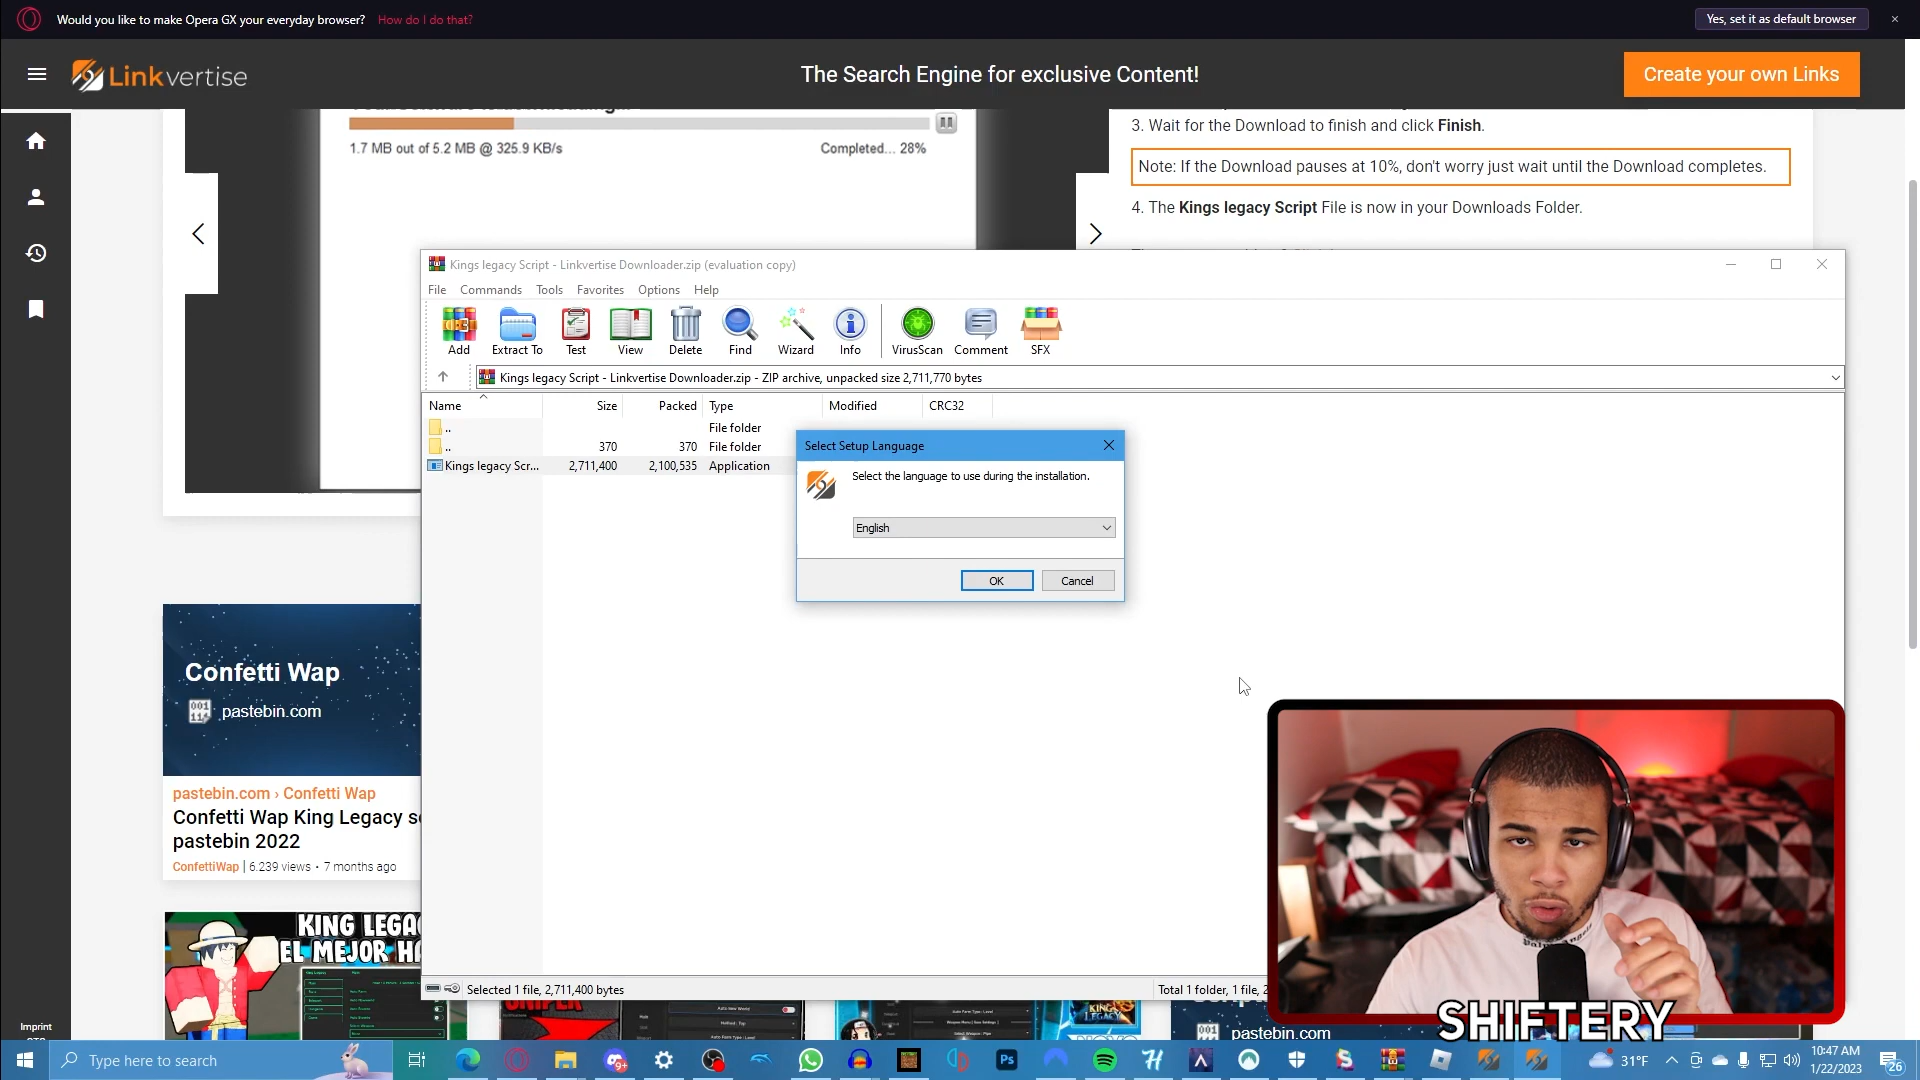 Would you like to make Opera GX your everyday browser? How do I do that?
Yes, set it as default browser
Linkvertise
The Search Engine for exclusive Content!
Create your own Links
1.7 MB out of 5.2 MB @ 325.9 KB/s
Completed... 28%
3. Wait for the Download to finish and click Finish.
Note: If the Download pauses at 10%, don't worry just wait until the Download completes.
4. The Kings legacy Script File is now in your Downloads Folder.
Kings legacy Script - Linkvertise Downloader.zip (evaluation copy)
File Commands Tools Favorites Options Help
Add Extract To Test View Delete Find Wizard Info VirusScan Comment SFX
Kings legacy Script - Linkvertise Downloader.zip - ZIP archive, unpacked size 2,711,770 bytes
Name Size Packed Type Modified CRC32
.. File folder
.. 370 370 File folder
Kings legacy Scr... 2,711,400 2,100,535 Application
Select Setup Language
Select the language to use during the installation.
English
OK Cancel
Confetti Wap
pastebin.com
pastebin.com › Confetti Wap
Confetti Wap King Legacy
pastebin 2022
ConfettiWap | 6.239 views • 7 months ago
KING LEGA
EL MEJOR HA
Selected 1 file, 2,711,400 bytes
Total 1 folder, 1 file,
SHIFTERY
pastebin.com
Imprint
Type here to search
Ps
31°F
10:47 AM
1/22/2023
26